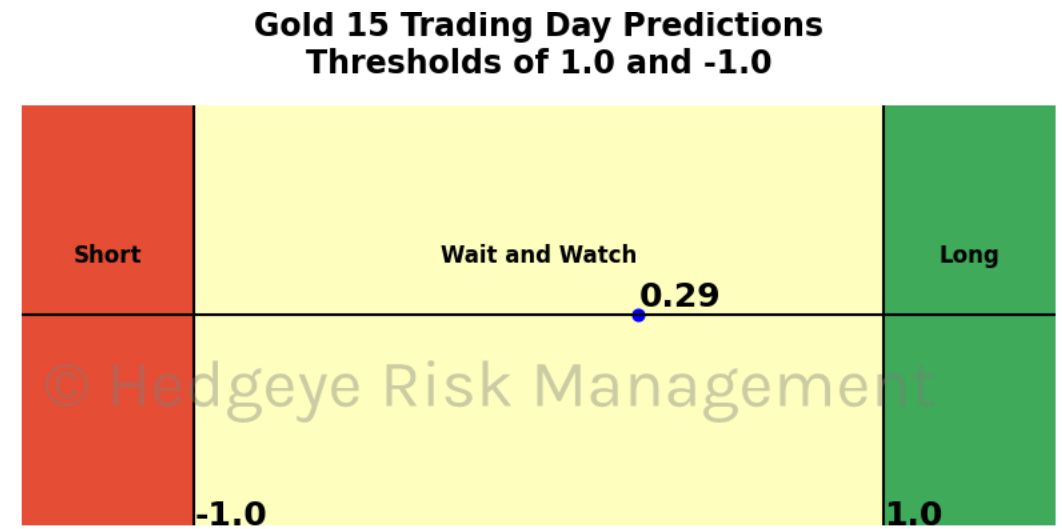 Gold 15 Trading Day Predictions
Thresholds of 1.0 and -1.0
Short
Wait and Watch
Long
0.29
© Hedgeye Risk Management
-1.0
1.0